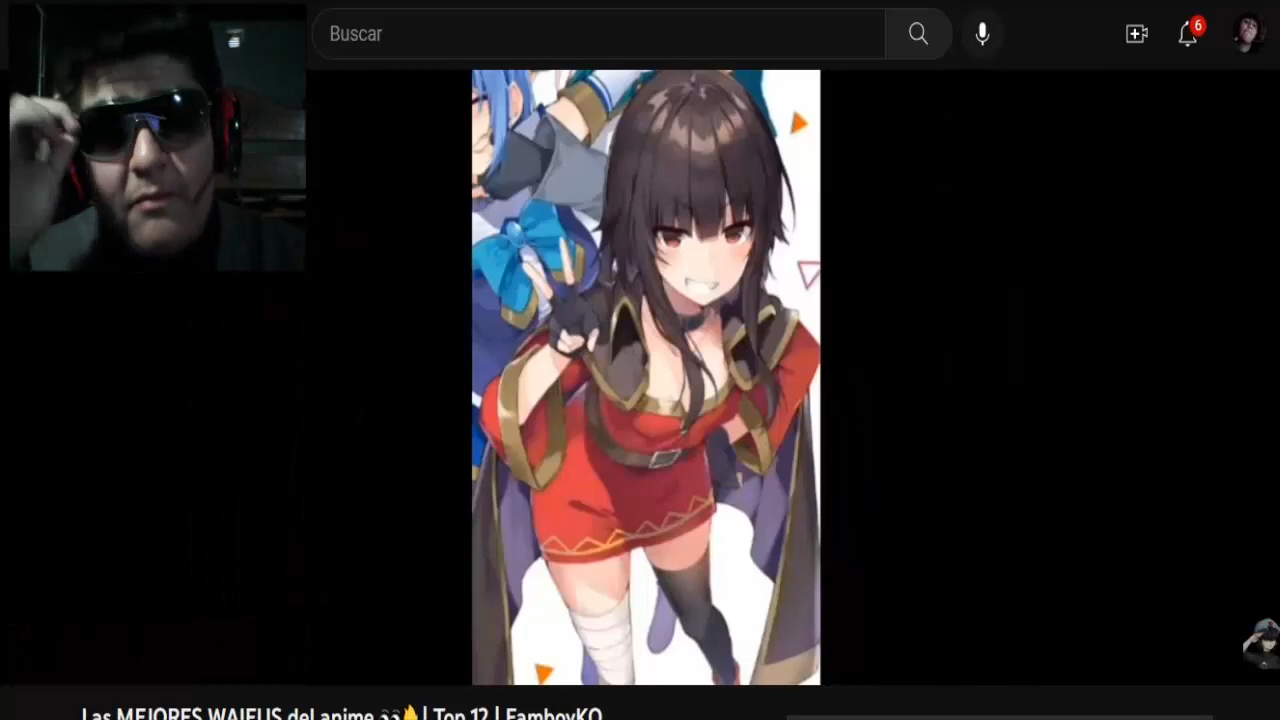 Buscar
6
Las MEJORES WAIFUS del anime 👀🔥| Top 12 | FamboyKO